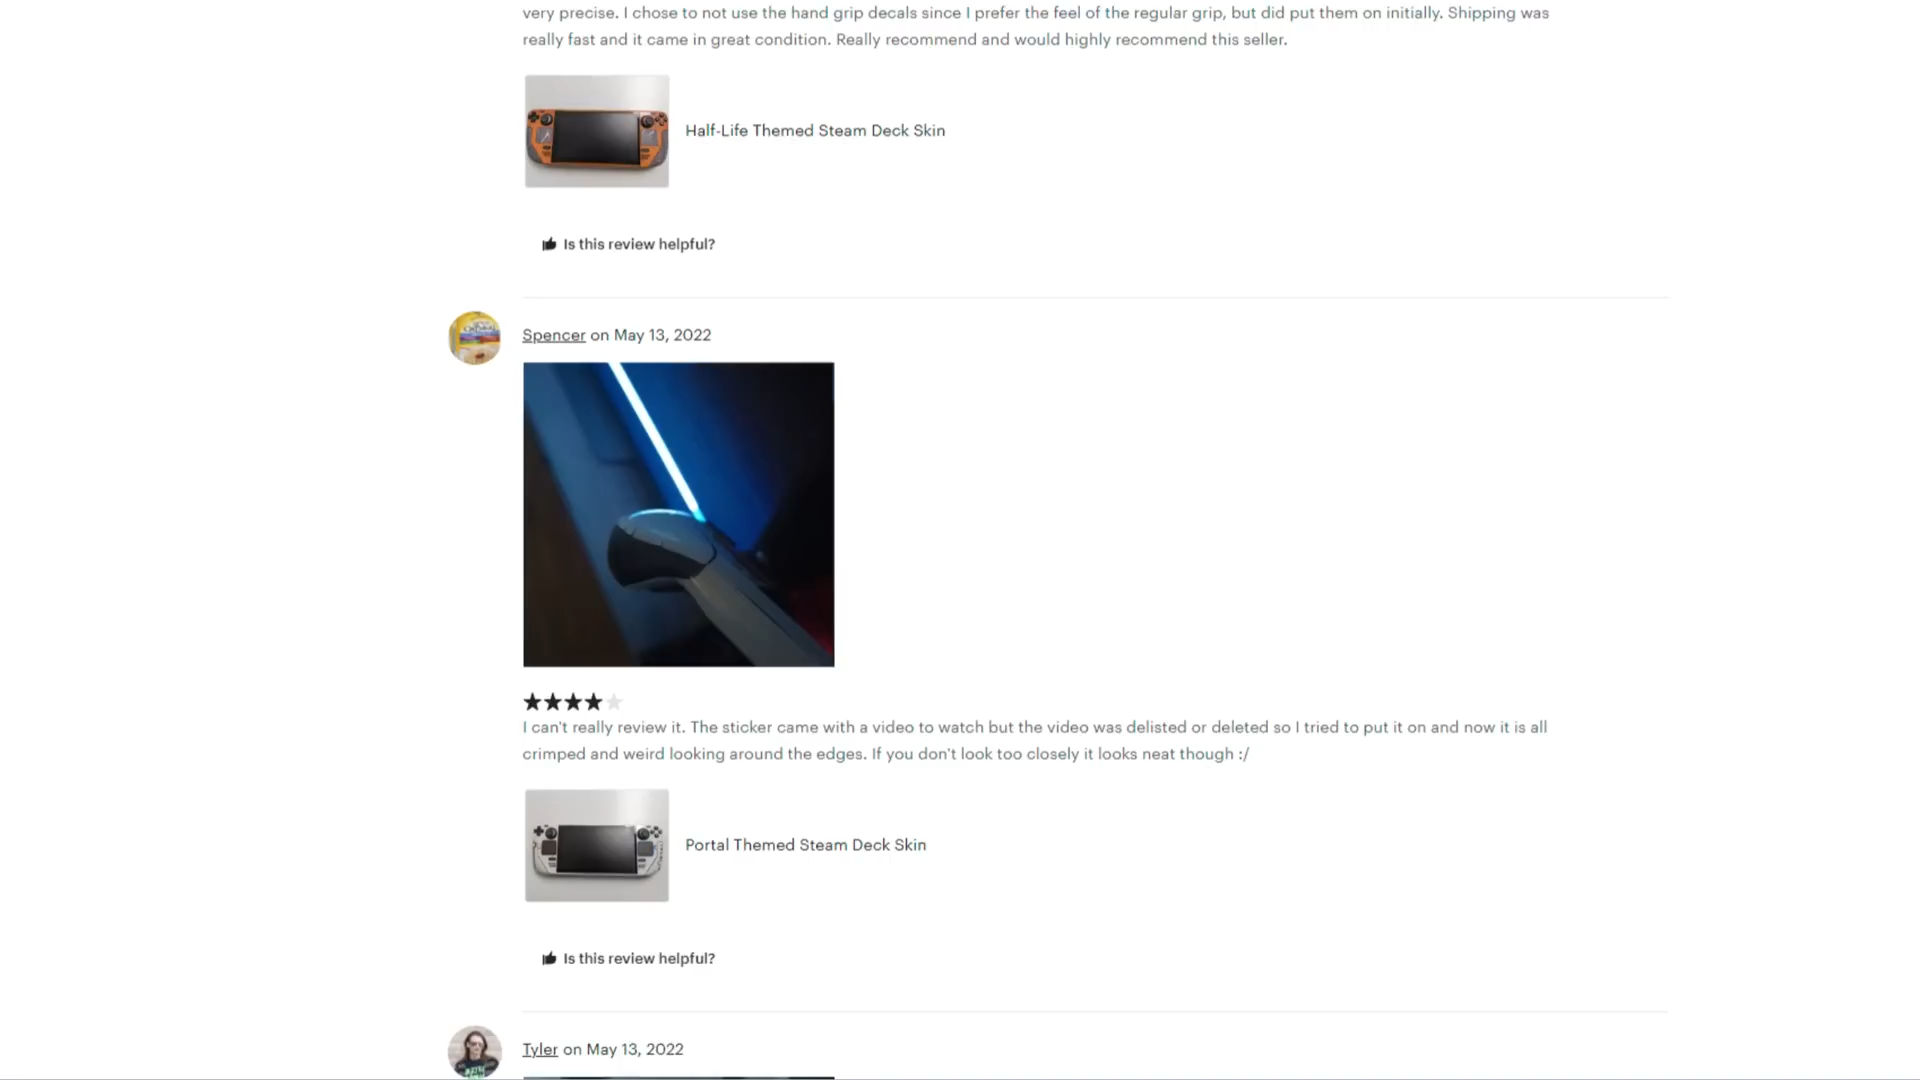 very precise. I chose to not use the hand grip decals since I prefer the feel of the regular grip, but did put them on initially. Shipping was
really fast and it came in great condition. Really recommend and would highly recommend this seller.
Half-Life Themed Steam Deck Skin
Is this review helpful?
Spencer on May 13, 2022
I can't really review it. The sticker came with a video to watch but the video was delisted or deleted so I tried to put it on and now it is all
crimped and weird looking around the edges. If you don't look too closely it looks neat though :/
Portal Themed Steam Deck Skin
Is this review helpful?
Tyler on May 13, 2022